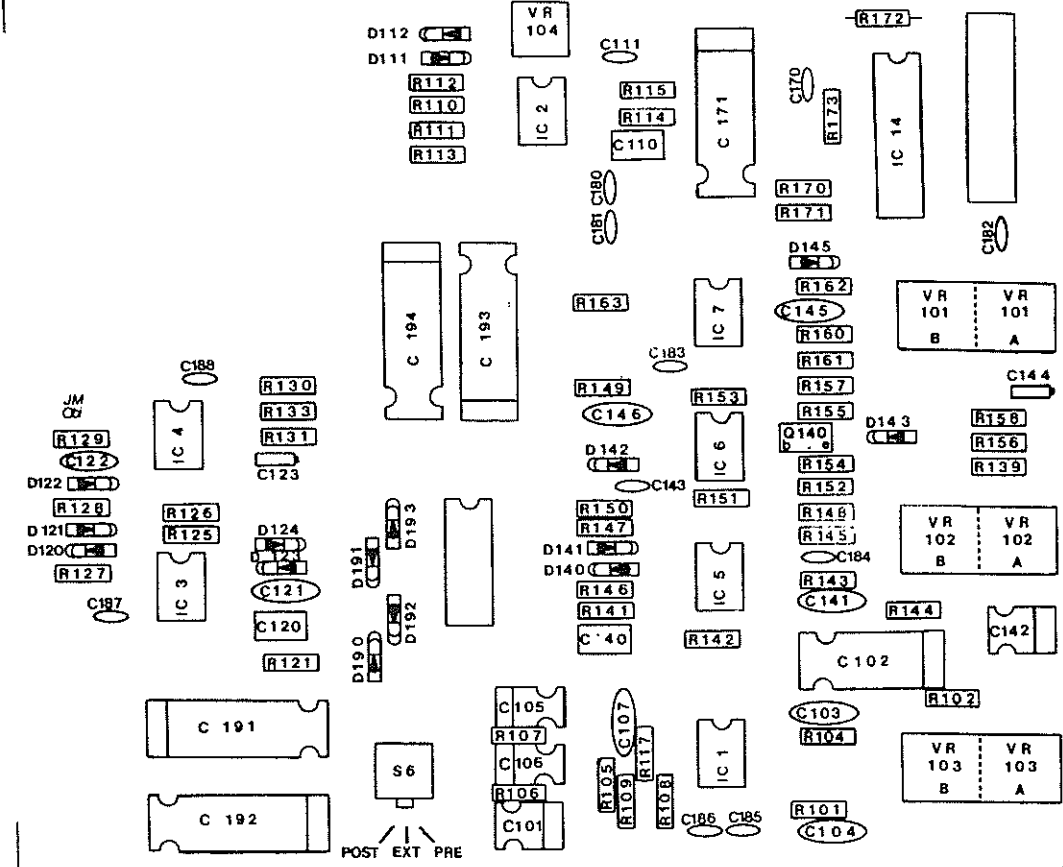 D112
VR
104
R172
D111
C111
R112
R115
C170
R110
IC 2
R114
C 171
R173
R111
C110
IC 14
R113
C180
R170
C181
R171
C182
D145
R162
VR
101
B
VR
101
A
C 194
C 193
R163
IC 7
C145
R160
C183
R161
C188
C144
R130
R149
R153
R157
JM
R133
C146
R155
R158
R129
IC 4
R131
Q140
b . e
D143
R156
C122
C123
D142
IC 6
R154
R139
D122
C143
R152
R128
R126
D193
R150
R151
R148
VR
102
B
VR
102
A
D121
R125
D124
R147
R145
D120
D191
D141
C184
R127
IC 3
C121
D140
IC 5
R143
R146
C141
C187
C120
D192
R141
R144
R142
C142
R121
D190
C 102
C105
R102
C 191
C107
C103
R107
R117
R104
S6
C106
IC 1
VR
103
B
VR
103
A
R106
R105
R109
R108
C 192
C101
R101
C186
C185
C104
POST EXT PRE